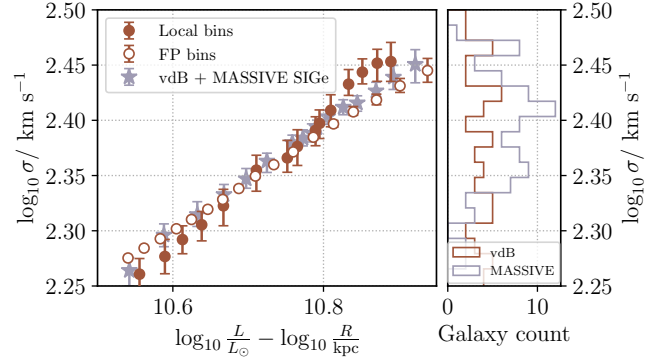 2.50
2.45
2.40
2.35
2.30
2.25
log₁₀ σ/ km s⁻¹
Local bins
FP bins
vdB + MASSIVE SIGe
10.6
10.8
log₁₀ L/L⊙ − log₁₀ R/kpc
vdB
MASSIVE
0
10
Galaxy count
2.50
2.45
2.40
2.35
2.30
2.25
log₁₀ σ/ km s⁻¹